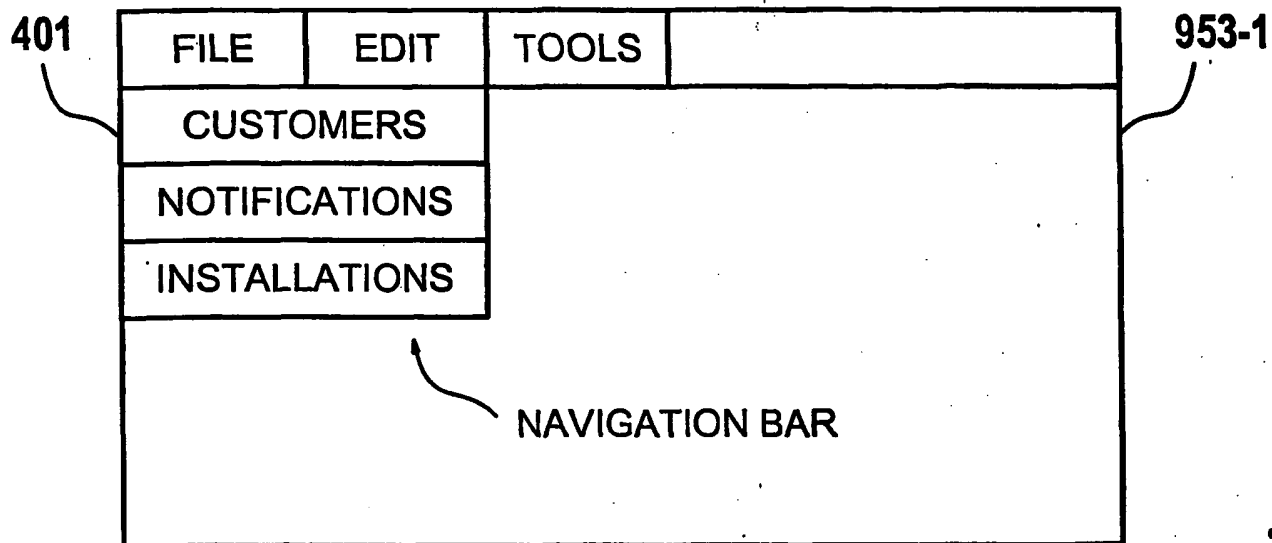 401 FILE EDIT TOOLS 953-1
CUSTOMERS
NOTIFICATIONS
INSTALLATIONS
NAVIGATION BAR